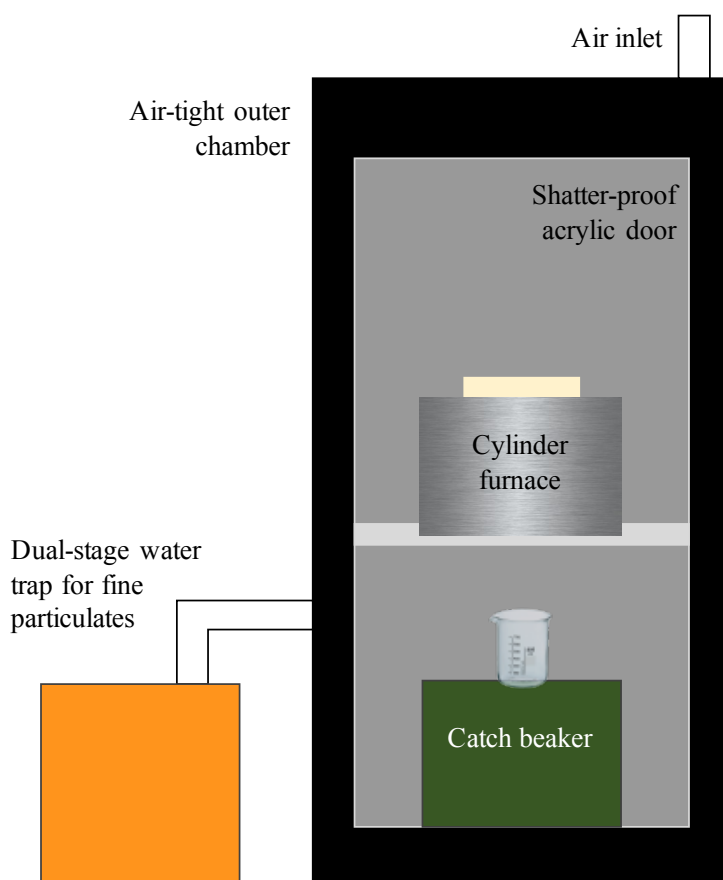 Air inlet
Air-tight outer
chamber
Shatter-proof
acrylic door
Cylinder
furnace
Dual-stage water
trap for fine
particulates
Catch beaker